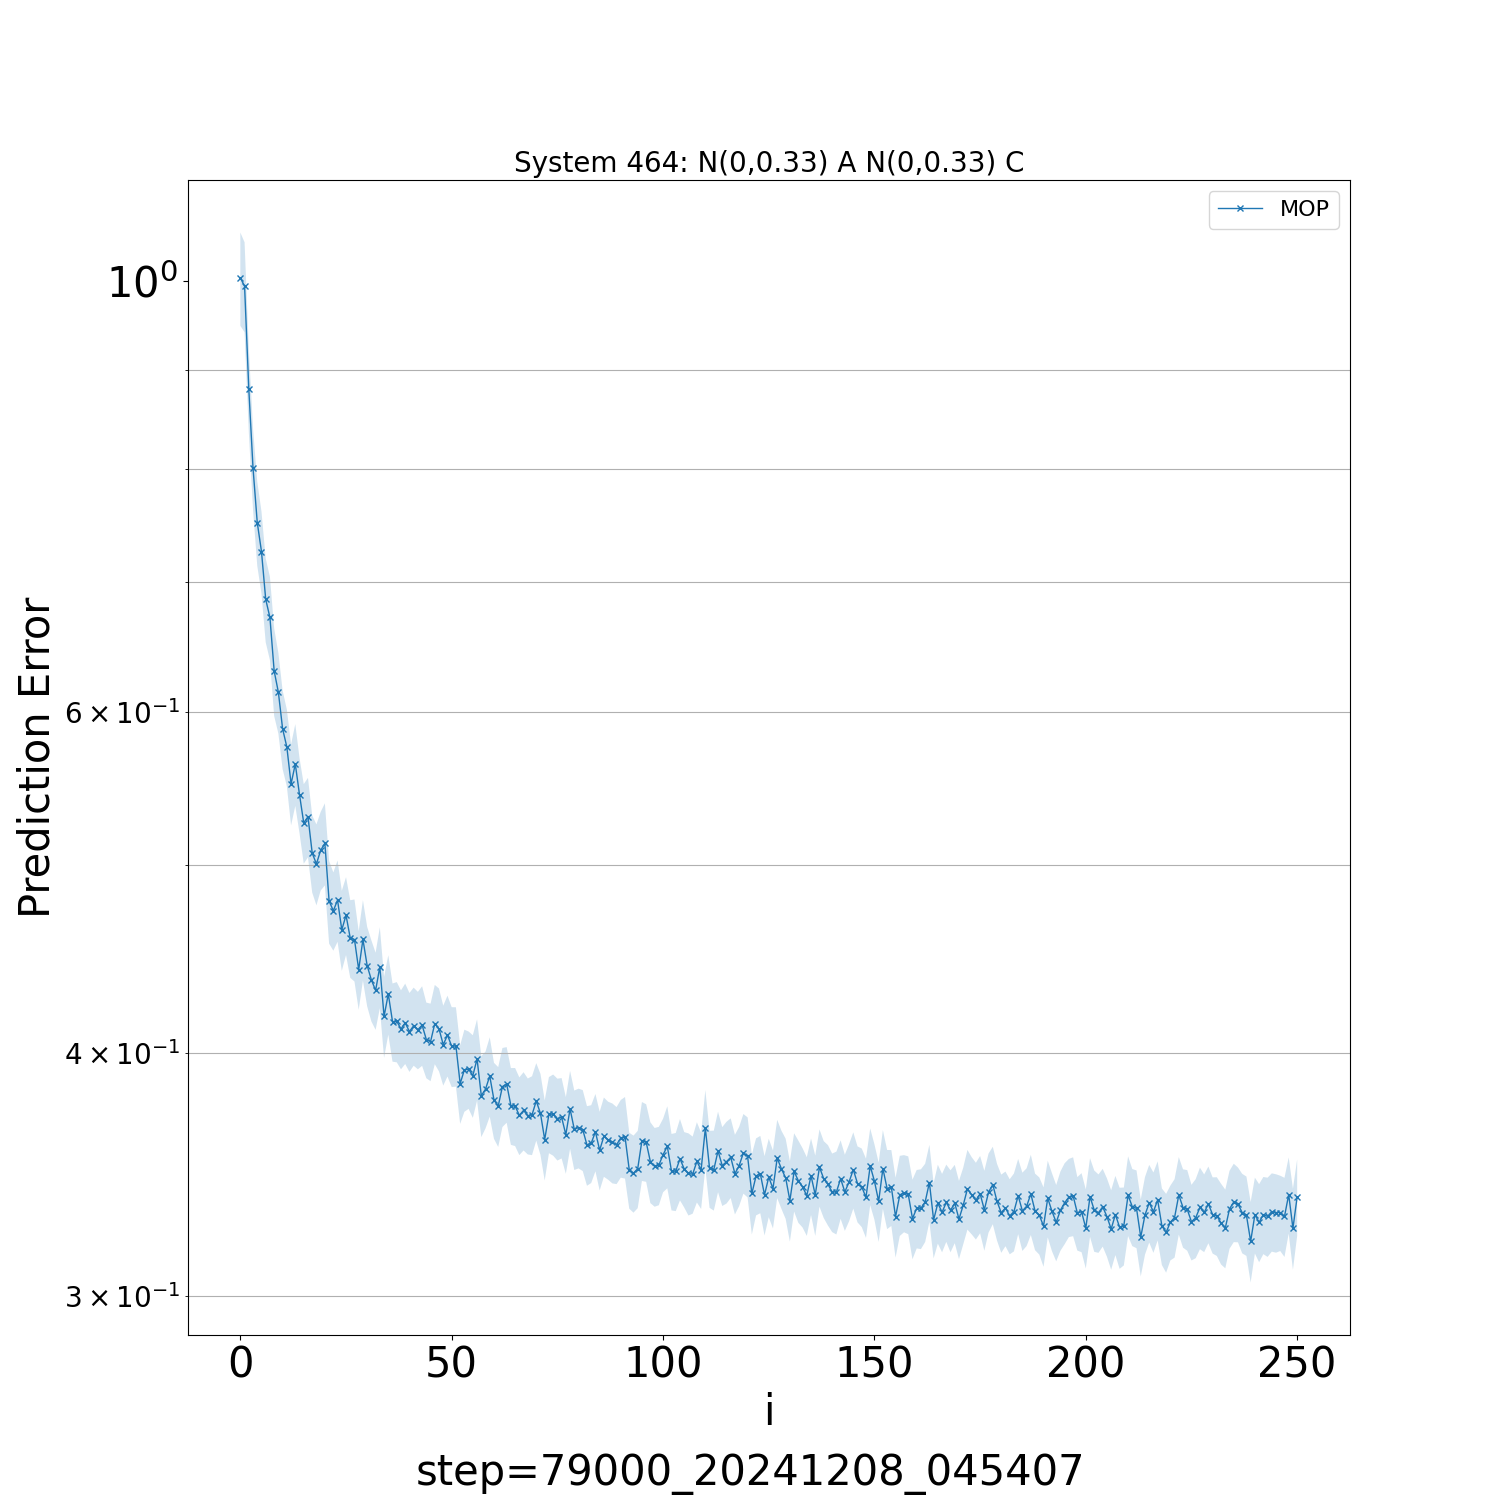 System 464: N(0,0.33) A N(0,0.33) C
MOP
10⁰
6 × 10⁻¹
4 × 10⁻¹
3 × 10⁻¹
Prediction Error
0 50 100 150 200 250
i
step=79000_20241208_045407